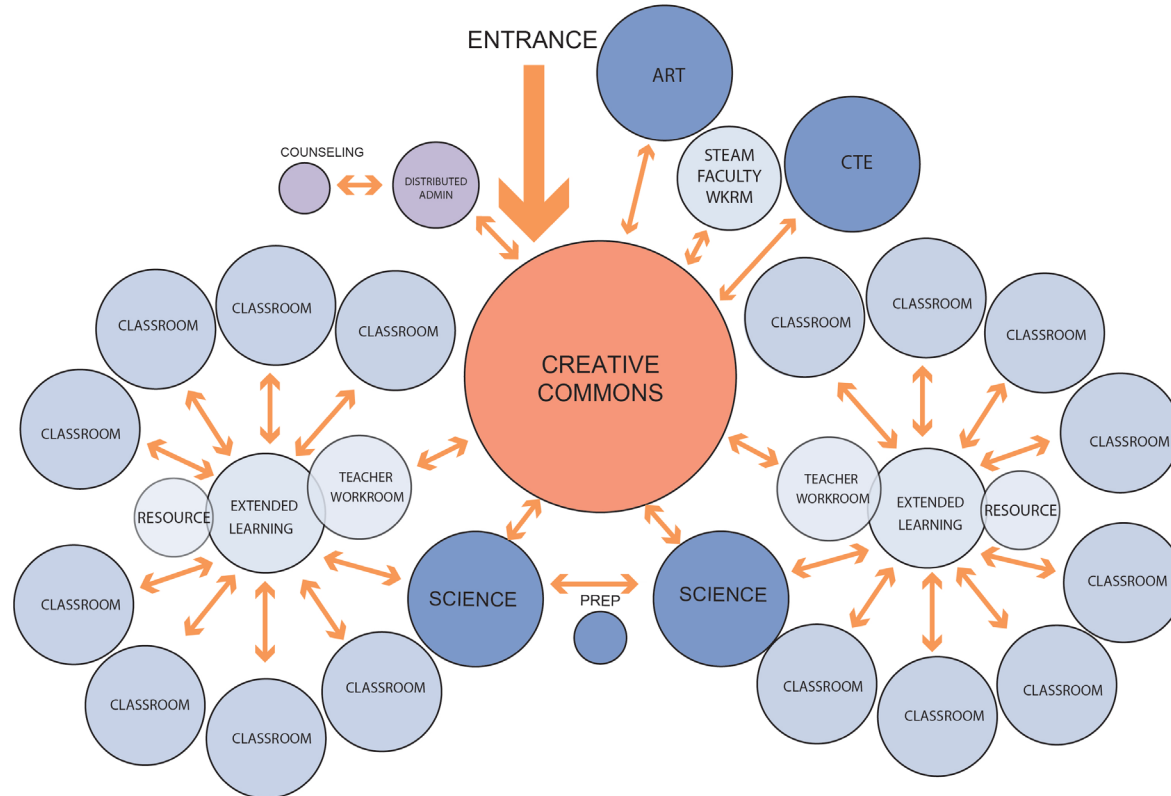 ENTRANCE
ART
COUNSELING
DISTRIBUTED
ADMIN
STEAM
FACULTY
WKRM
CTE
CLASSROOM
CLASSROOM
CLASSROOM
CLASSROOM
CREATIVE
COMMONS
CLASSROOM
CLASSROOM
CLASSROOM
CLASSROOM
RESOURCE
EXTENDED
LEARNING
TEACHER
WORKROOM
TEACHER
WORKROOM
EXTENDED
LEARNING
RESOURCE
CLASSROOM
CLASSROOM
CLASSROOM
CLASSROOM
SCIENCE
PREP
SCIENCE
CLASSROOM
CLASSROOM
CLASSROOM
CLASSROOM